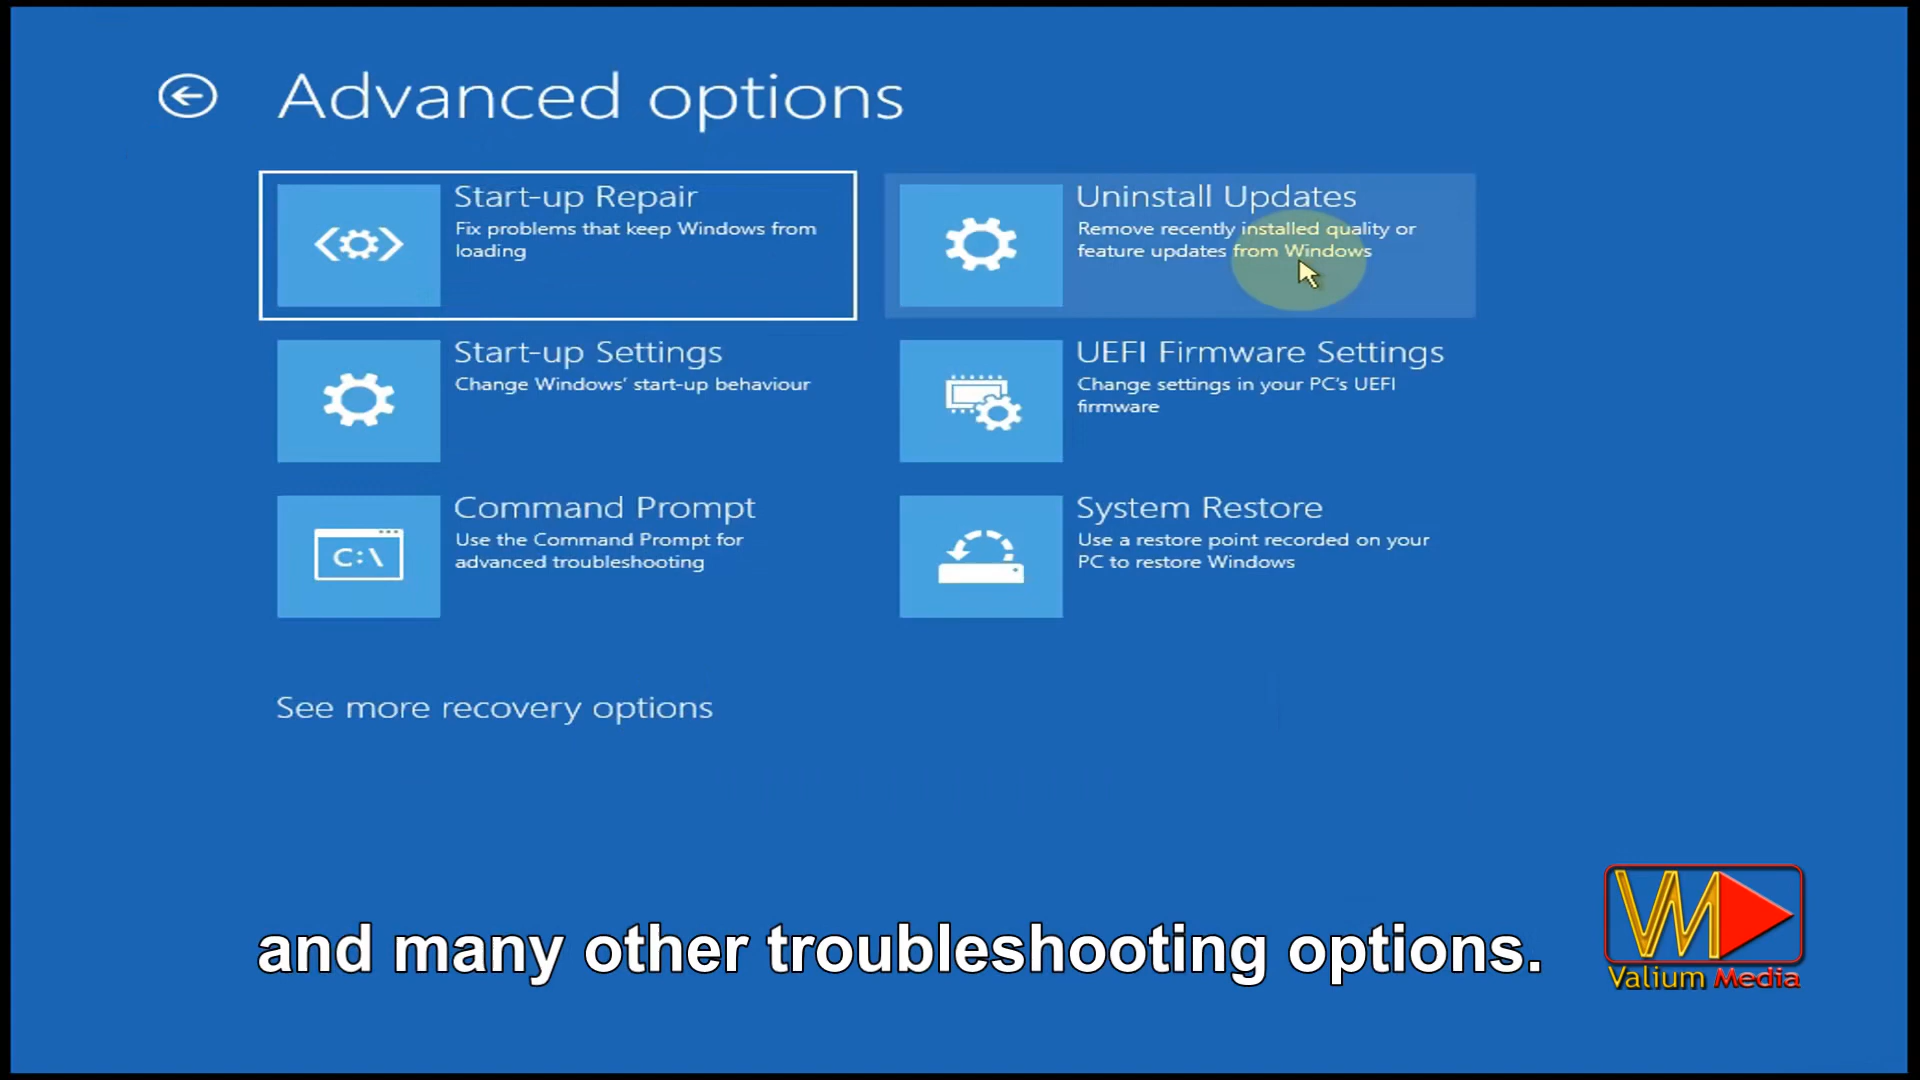 Advanced options
Start-up Repair
Fix problems that keep Windows from
loading
Uninstall Updates
Remove recently installed quality or
feature updates from Windows
Start-up Settings
Change Windows’ start-up behaviour
UEFI Firmware Settings
Change settings in your PC’s UEFI
firmware
C:\
Command Prompt
Use the Command Prompt for
advanced troubleshooting
System Restore
Use a restore point recorded on your
PC to restore Windows
See more recovery options
and many other troubleshooting options.
VM
Valium Media